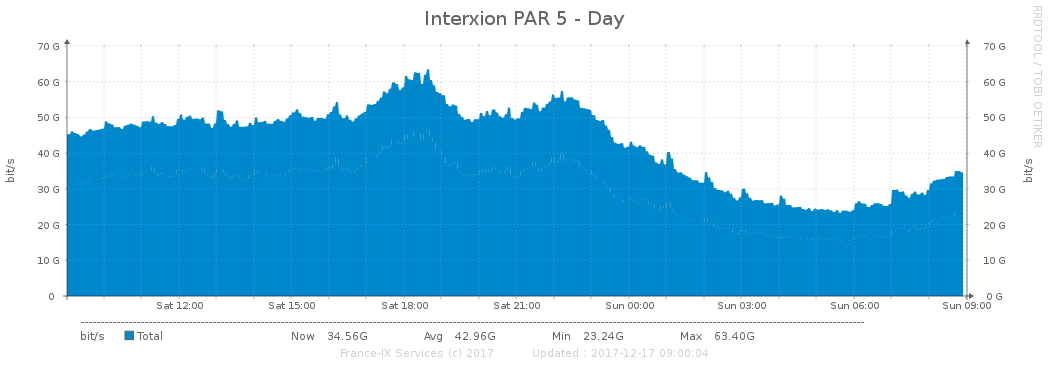 Interxion PAR 5 - Day
RRDTOOL / TOBI OETIKER
bit/s
bit/s
70 G 70 G
60 G 60 G
50 G 50 G
40 G 40 G
30 G 30 G
20 G 20 G
10 G 10 G
0 0 G
Sat 12:00 Sat 15:00 Sat 18:00 Sat 21:00 Sun 00:00 Sun 03:00 Sun 06:00 Sun 09:00
bit/s Total Now 34.56G Avg 42.96G Min 23.24G Max 63.40G
France-IX Services (c) 2017 Updated : 2017-12-17 09:00:04